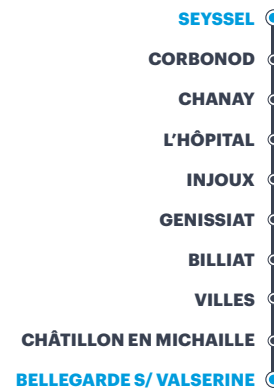 SEYSSEL
CORBONOD
CHANAY
L'HÔPITAL
INJOUX
GENISSIAT
BILLIAT
VILLES
CHÂTILLON EN MICHAILLE
BELLEGARDE S/ VALSERINE